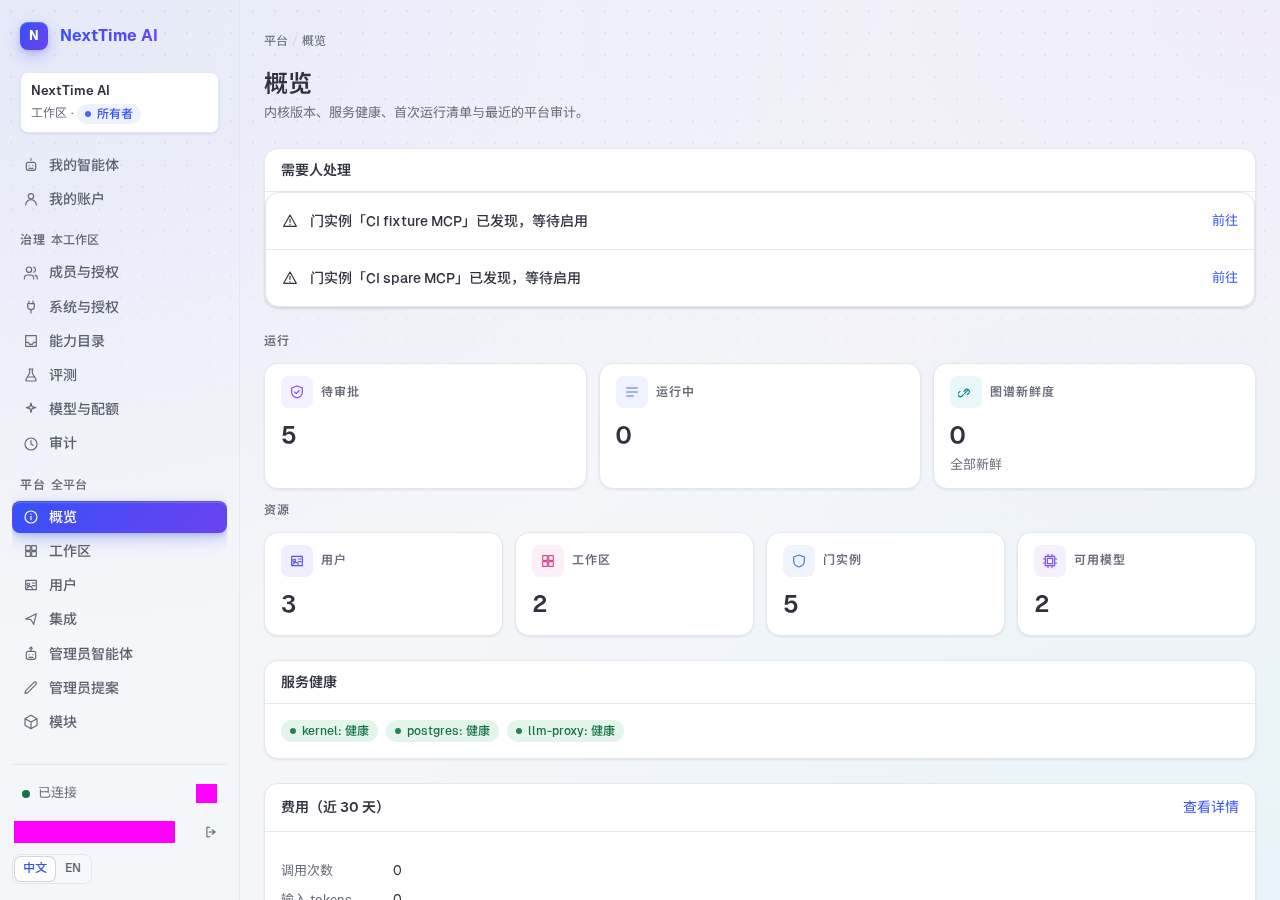 N NextTime AI
NextTime AI
工作区 · 所有者
我的智能体
我的账户
治理 本工作区
成员与授权
系统与授权
能力目录
评测
模型与配额
审计
平台 全平台
概览
工作区
用户
集成
管理员智能体
管理员提案
模块
已连接
中文 EN
平台 / 概览
概览
内核版本、服务健康、首次运行清单与最近的平台审计。
需要人处理
门实例「CI fixture MCP」已发现，等待启用 前往
门实例「CI spare MCP」已发现，等待启用 前往
运行
待审批
5
运行中
0
图谱新鲜度
0
全部新鲜
资源
用户
3
工作区
2
门实例
5
可用模型
2
服务健康
kernel: 健康 postgres: 健康 llm-proxy: 健康
费用（近 30 天） 查看详情
调用次数 0
输入 tokens 0